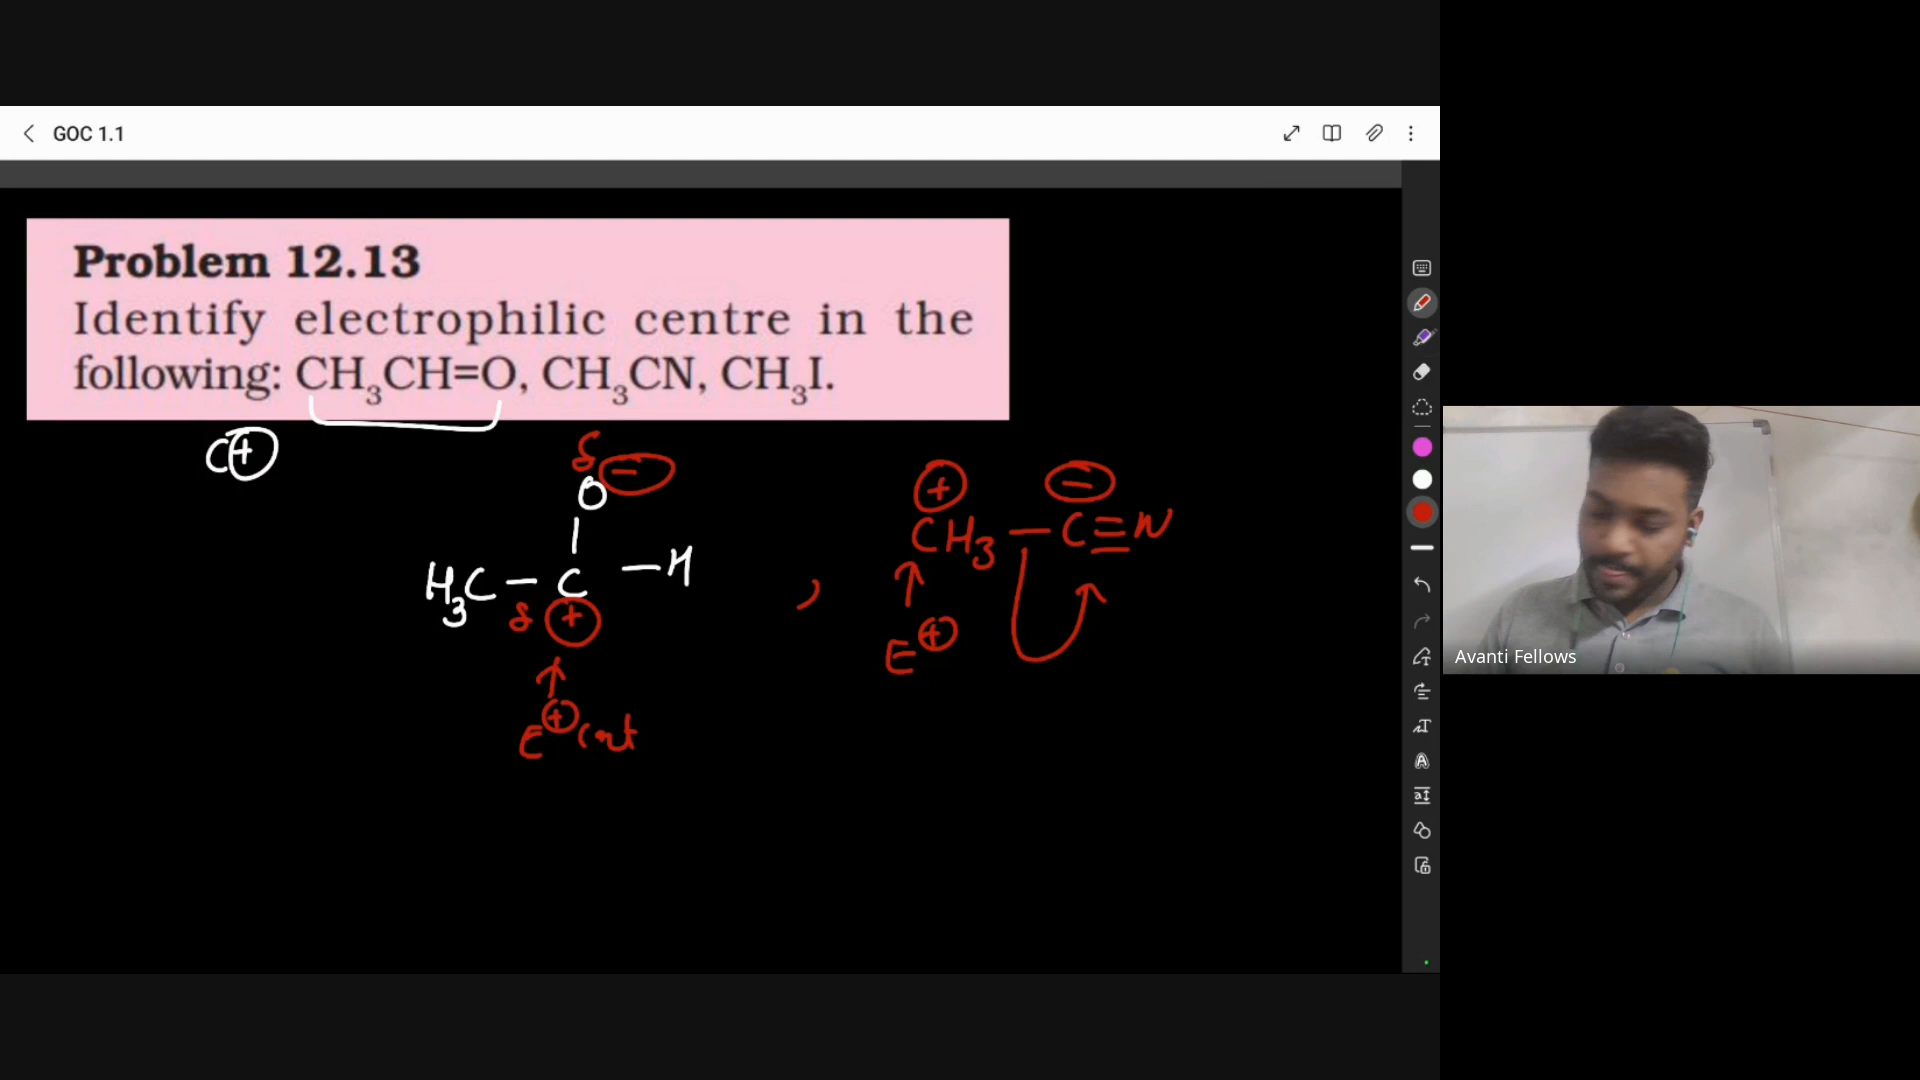 GOC 1.1
Problem 12.13
Identify electrophilic centre in the
following: CH₃CH=O, CH₃CN, CH₃I.
C⊕
δ ⊖
O
|
H₃C – C – H
δ ⊕
↑
E⊕ cnt
,
⊕ ⊖
CH₃ – C≡N
↑
E⊕
Avanti Fellows